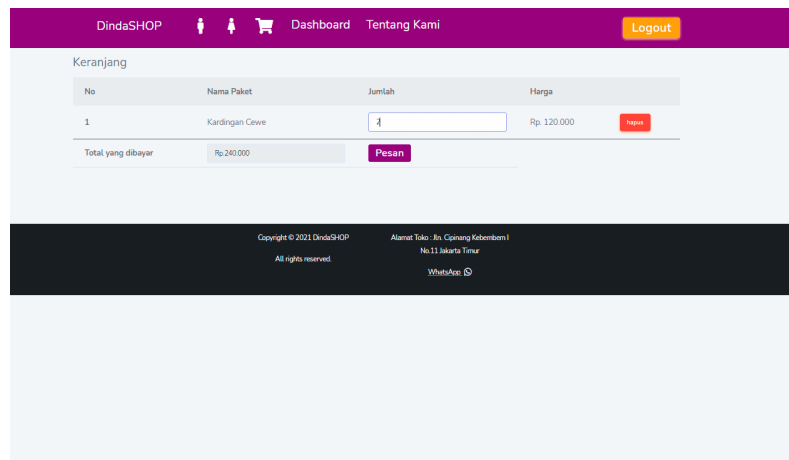 DindaSHOP Dashboard Tentang Kami Logout
Keranjang
No Nama Paket Jumlah Harga
1 Kardingan Cewe 2 Rp. 120.000 hapus
Total yang dibayar Rp.240.000 Pesan
Copyright © 2021 DindaSHOP
All rights reserved.
Alamat Toko : Jln. Cipinang Kebembem I
No.11 Jakarta Timur
WhatsApp